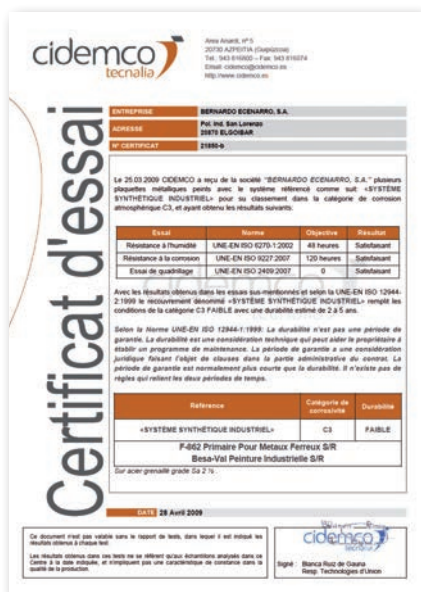 cidemco
tecnalia
Area Anardi, nº 5
20730 AZPEITIA (Guipúzcoa)
Email: cidemco@cidemco.es
http://www.cidemco.es
Certificat d'essai
ENTREPRISE BERNARDO ECENARRO, S.A.
ADRESSE Pol. Ind. San Lorenzo
20870 ELGOIBAR
Nº CERTIFICAT 21850-b
Le 25.03.2009 CIDEMCO a reçu de la société "BERNARDO ECENARRO, S.A." plusieurs
plaquettes métalliques peints avec le système référencé comme suit: «SYSTÈME
SYNTHÉTIQUE INDUSTRIEL» pour su classement dans la catégorie de corrosion
atmosphérique C3, et ayant obtenu les résultats suivants:
Essai Norme Objective Résultat
Résistance à l'humidité UNE-EN ISO 6270-1:2002 48 heures Satisfaisant
Résistance à la corrosion UNE-EN ISO 9227:2007 120 heures Satisfaisant
Essai de quadrillage UNE-EN ISO 2409:2007 0 Satisfaisant
Avec les résultats obtenus dans les essais sus-mentionnés et selon la UNE-EN ISO 12944-
2:1999 le recouvrement dénommé «SYSTÈME SYNTHÉTIQUE INDUSTRIEL» remplit les
conditions de la catégorie C3 FAIBLE avec une durabilité estimé de 2 à 5 ans.
Selon la Norme UNE-EN ISO 12944-1:1999: La durabilité n'est pas une période de
garantie. La durabilité est une considération technique qui peut aider le propriétaire à
établir un programme de maintenance. La période de garantie a une considération
juridique faisant l'objet de clauses dans la partie administrative du contrat. La
période de garantie est normalement plus courte que la durabilité. Il n'existe pas de
règles qui relient les deux périodes de temps.
Référence Catégorie de corrosivité Durabilité
«SYSTÈME SYNTHÉTIQUE INDUSTRIEL» C3 FAIBLE
F-862 Primaire Pour Metaux Ferreux S/R
Besa-Val Peinture Industrielle S/R
Sur acier grenaillé grade Sa 2 ½.
DATE 28 Avril 2009
Ce document n'est pas valable sans le rapport de tests, dans lequel il est indiqué les
résultats obtenus à chaque test.
Les résultats obtenus dans ces tests ne se réfèrent qu'au échantillons analysés dans ce
Centre à la date indiquée, et n'impliquent pas une caractéristique de constance dans la
qualité de la production.
cidemco
tecnalia
Signé : Blanca Ruiz de Gauna
Resp. Technologies d'Union